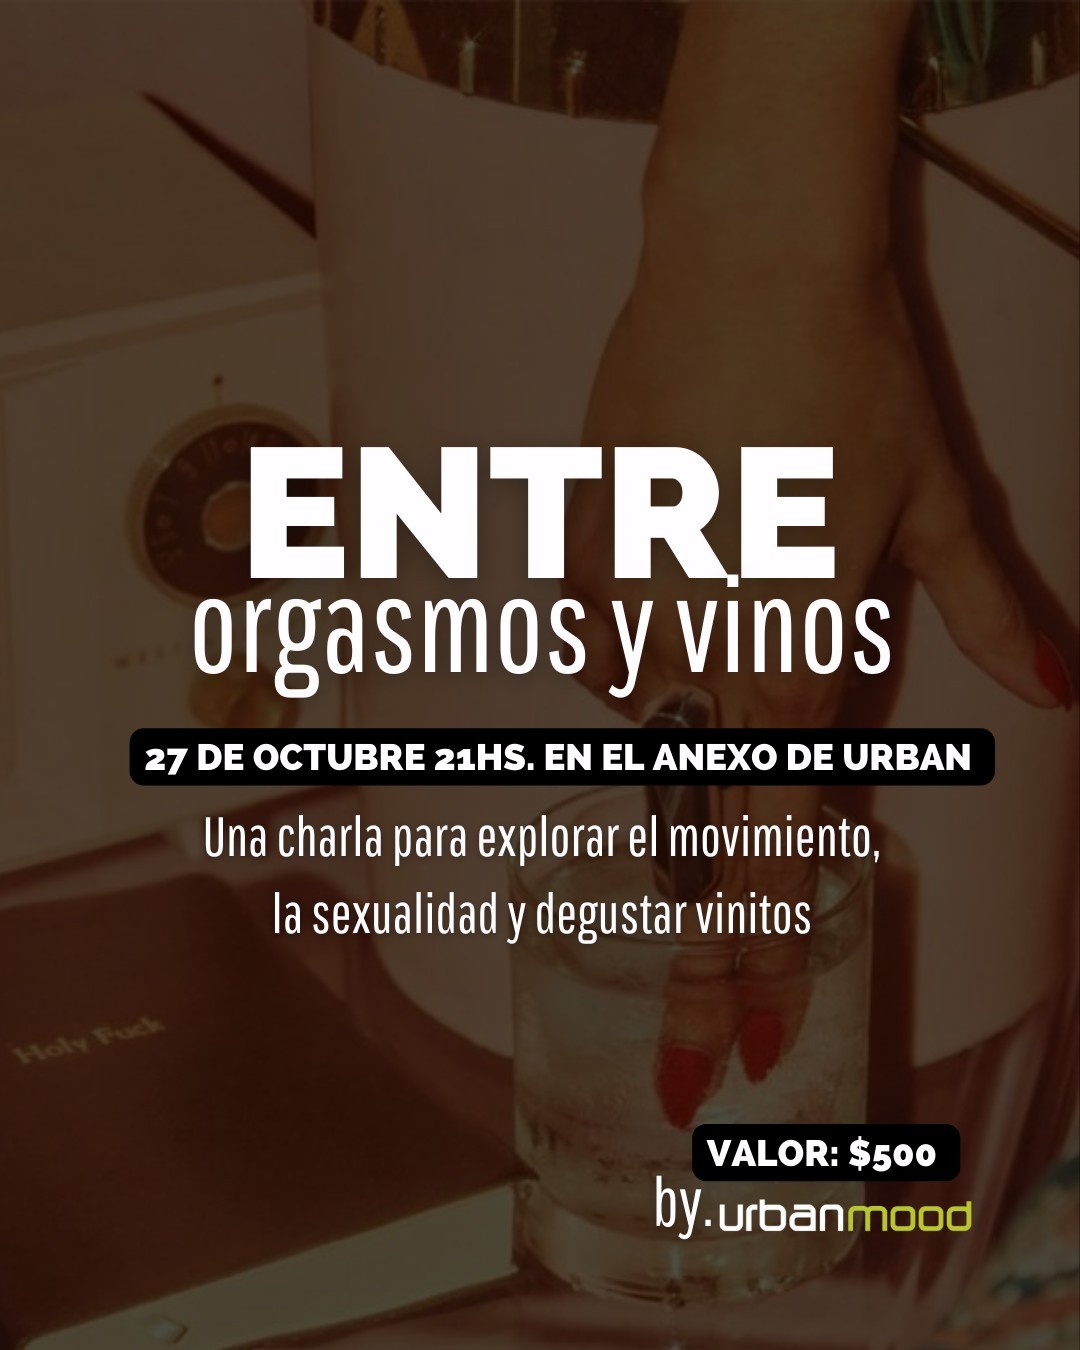 ENTRE
orgasmos y vinos
27 DE OCTUBRE 21HS. EN EL ANEXO DE URBAN
Una charla para explorar el movimiento,
la sexualidad y degustar vinitos
Holy Fuck
VALOR: $500
by. urbanmood